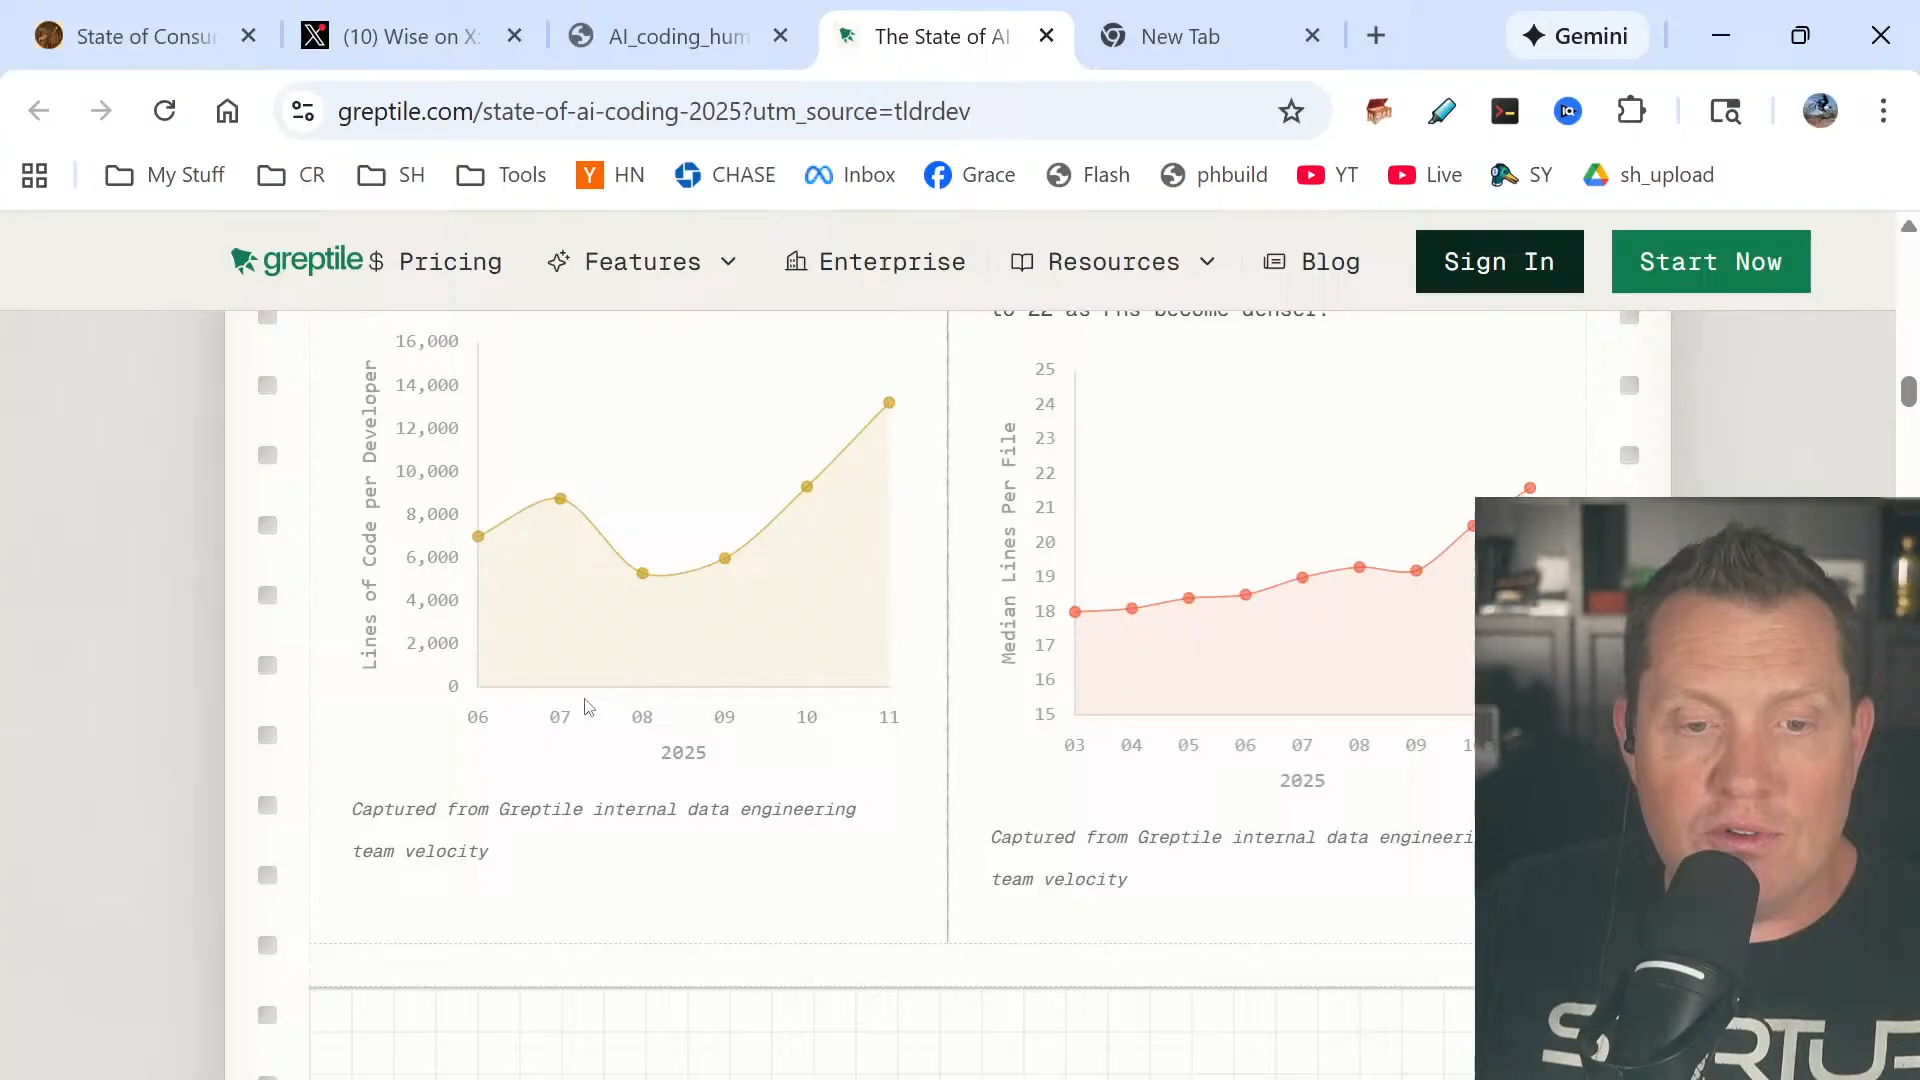 State of Consu
(10) Wise on X:
AI_coding_hum
The State of AI
New Tab
Gemini
greptile.com/state-of-ai-coding-2025?utm_source=tldrdev
My Stuff
CR
SH
Tools
Y
HN
CHASE
Inbox
Grace
Flash
phbuild
YT
Live
SY
sh_upload
greptile
$ Pricing
Features
Enterprise
Resources
Blog
Sign In
Start Now
Lines of Code per Developer
16,000
14,000
12,000
10,000
8,000
6,000
4,000
2,000
0
06 07 08 09 10 11
2025
Captured from Greptile internal data engineering
team velocity
to 22 as PRs become denser.
Median Lines Per File
25
24
23
22
21
20
19
18
17
16
15
03 04 05 06 07 08 09
2025
Captured from Greptile internal data engineeri
team velocity